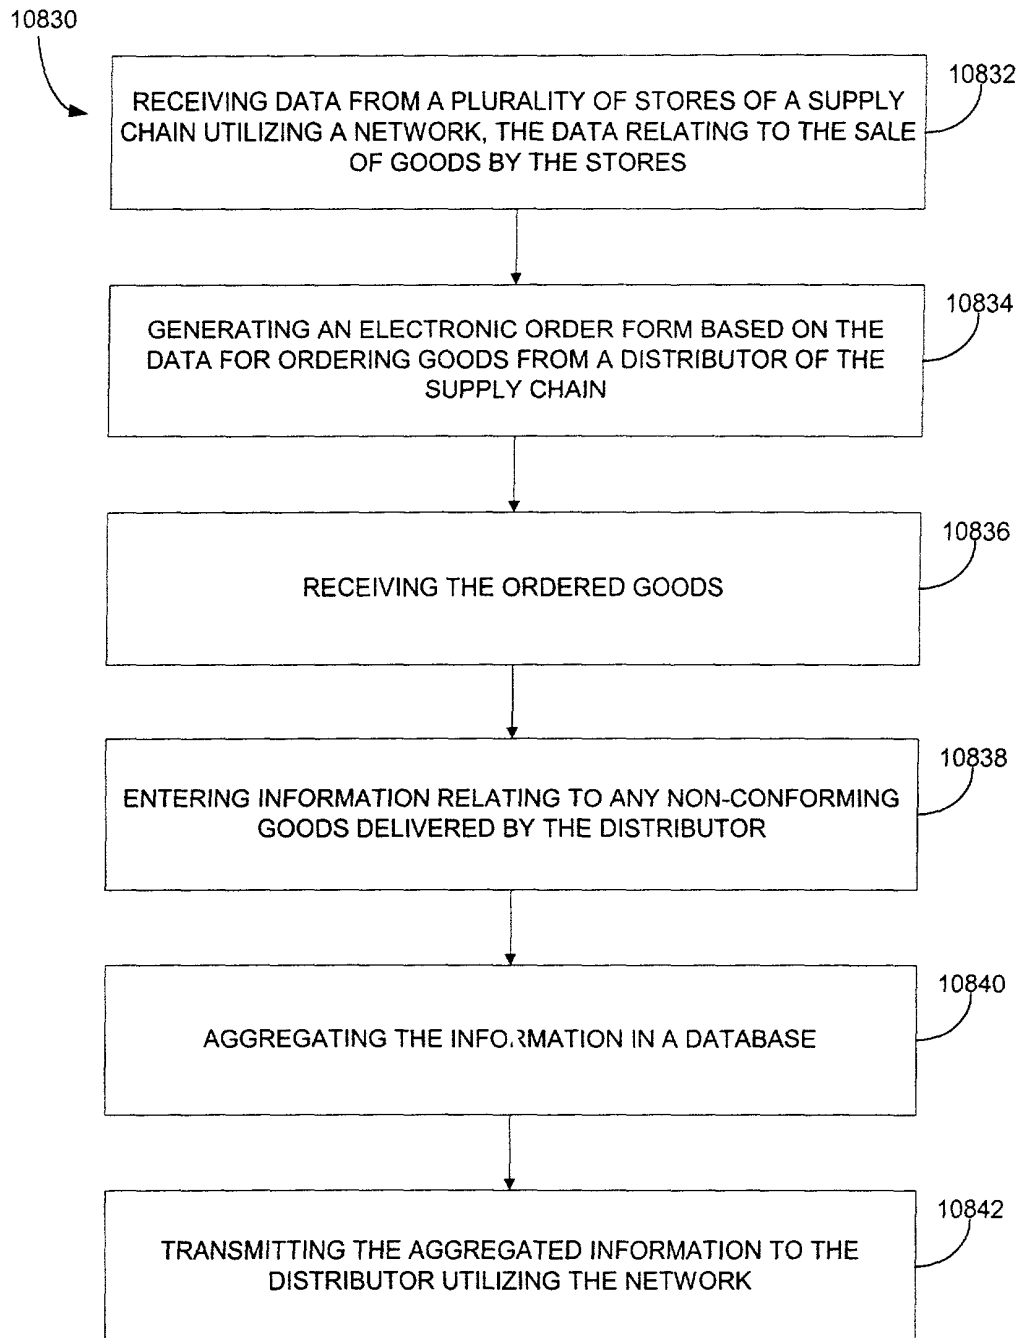 10830
10832
RECEIVING DATA FROM A PLURALITY OF STORES OF A SUPPLY
CHAIN UTILIZING A NETWORK, THE DATA RELATING TO THE SALE
OF GOODS BY THE STORES
10834
GENERATING AN ELECTRONIC ORDER FORM BASED ON THE
DATA FOR ORDERING GOODS FROM A DISTRIBUTOR OF THE
SUPPLY CHAIN
10836
RECEIVING THE ORDERED GOODS
10838
ENTERING INFORMATION RELATING TO ANY NON-CONFORMING
GOODS DELIVERED BY THE DISTRIBUTOR
10840
AGGREGATING THE INFORMATION IN A DATABASE
10842
TRANSMITTING THE AGGREGATED INFORMATION TO THE
DISTRIBUTOR UTILIZING THE NETWORK